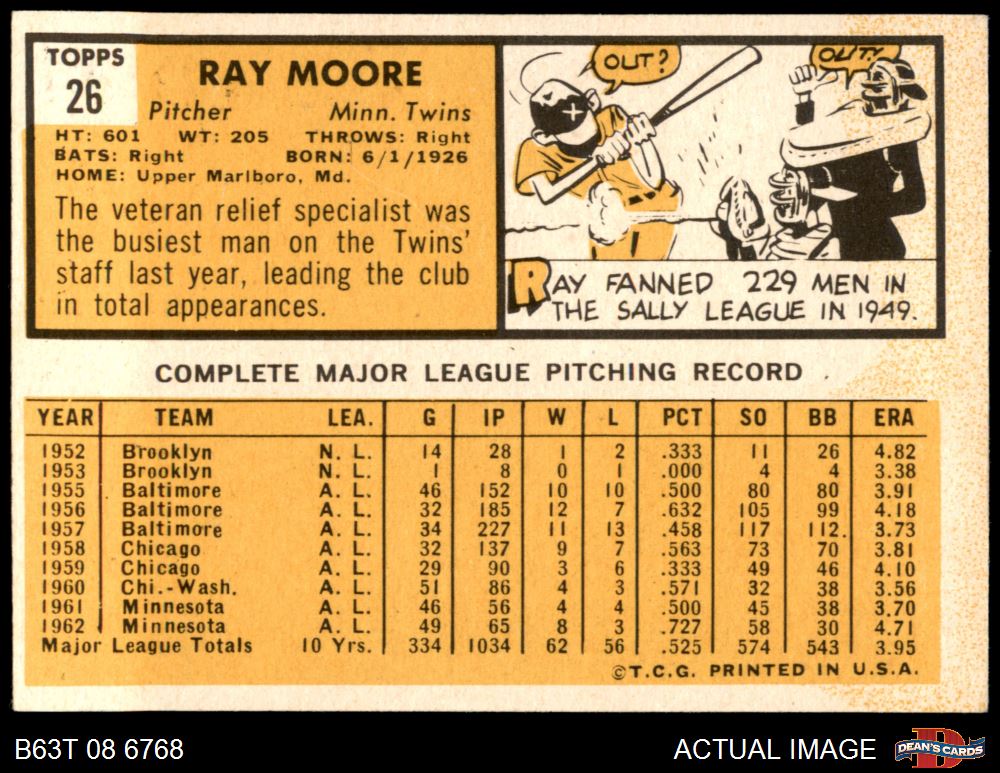 TOPPS
26
RAY MOORE
Pitcher Minn. Twins
HT: 601 WT: 205 THROWS: Right
BATS: Right BORN: 6/1/1926
HOME: Upper Marlboro, Md.
The veteran relief specialist was
the busiest man on the Twins'
staff last year, leading the club
in total appearances.
OUT?
OUT!
RAY FANNED 229 MEN IN
THE SALLY LEAGUE IN 1949.
COMPLETE MAJOR LEAGUE PITCHING RECORD
YEAR TEAM LEA. G IP W L PCT SO BB ERA
1952 Brooklyn N. L. 14 28 1 2 .333 11 26 4.82
1953 Brooklyn N. L. 1 8 0 1 .000 4 4 3.38
1955 Baltimore A. L. 46 152 10 10 .500 80 80 3.91
1956 Baltimore A. L. 32 185 12 7 .632 105 99 4.18
1957 Baltimore A. L. 34 227 11 13 .458 117 112 3.73
1958 Chicago A. L. 32 137 9 7 .563 73 70 3.81
1959 Chicago A. L. 29 90 3 6 .333 49 46 4.10
1960 Chi.-Wash. A. L. 51 86 4 3 .571 32 38 3.56
1961 Minnesota A. L. 46 56 4 4 .500 45 38 3.70
1962 Minnesota A. L. 49 65 8 3 .727 58 30 4.71
Major League Totals 10 Yrs. 334 1034 62 56 .525 574 543 3.95
©T.C.G. PRINTED IN U.S.A.
B63T 08 6768
ACTUAL IMAGE
D
DEAN'S CARDS